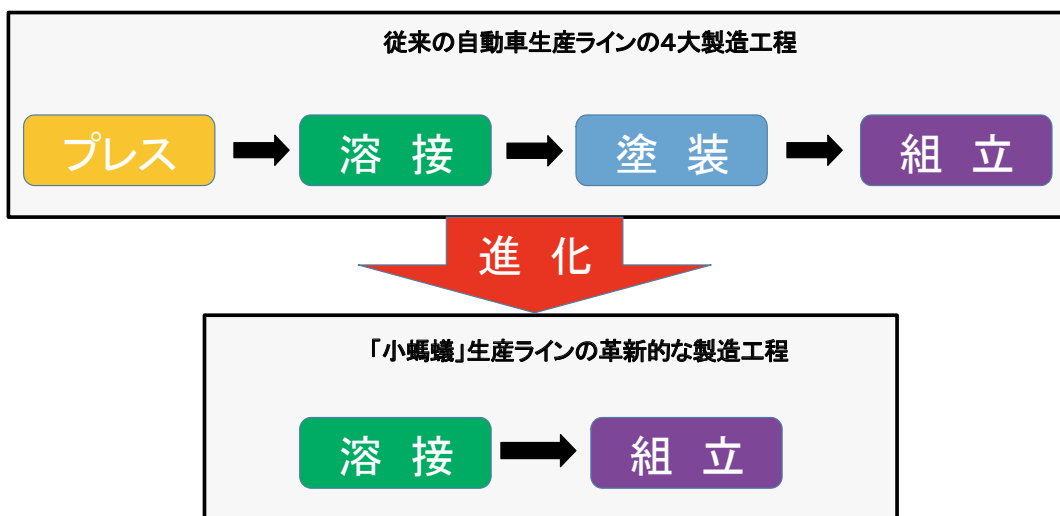 従来の自動車生産ラインの4大製造工程
プレス
溶 接
塗 装
組 立
進 化
「小螞蟻」生産ラインの革新的な製造工程
溶 接
組 立